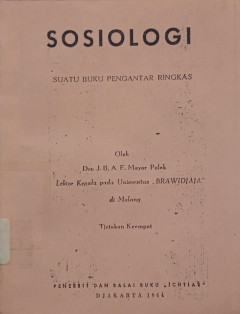 SOSIOLOGI
SUATU BUKU PENGANTAR RINGKAS
Oleh
Drs J. B. A. F. Mayor Polak
Lektor Kepala pada Universitas „BRAWIDJAJA"
di Malang
Tjetakan Keempat
PENERBIT DAN BALAI BUKU „ICHTIAR"
DJAKARTA